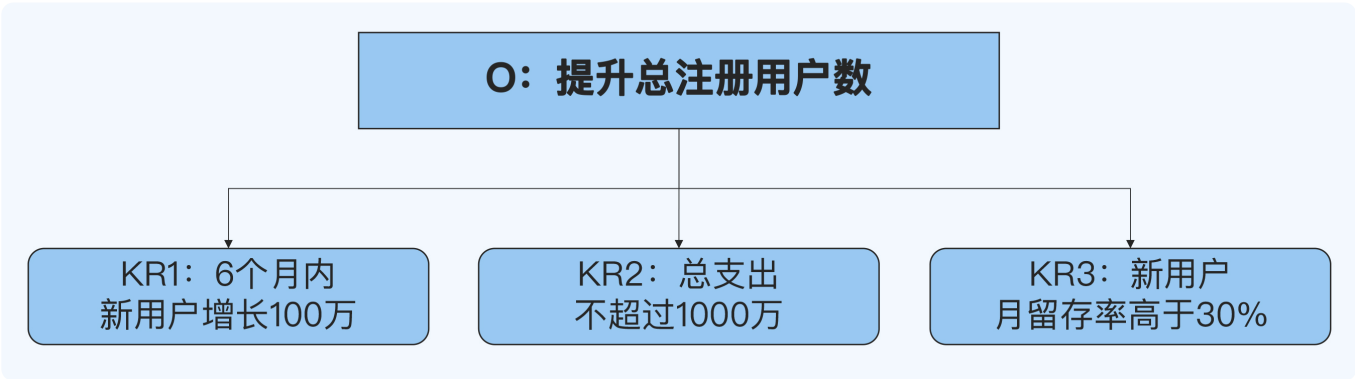 O：提升总注册用户数
KR1：6个月内
新用户增长100万
KR2：总支出
不超过1000万
KR3：新用户
月留存率高于30%